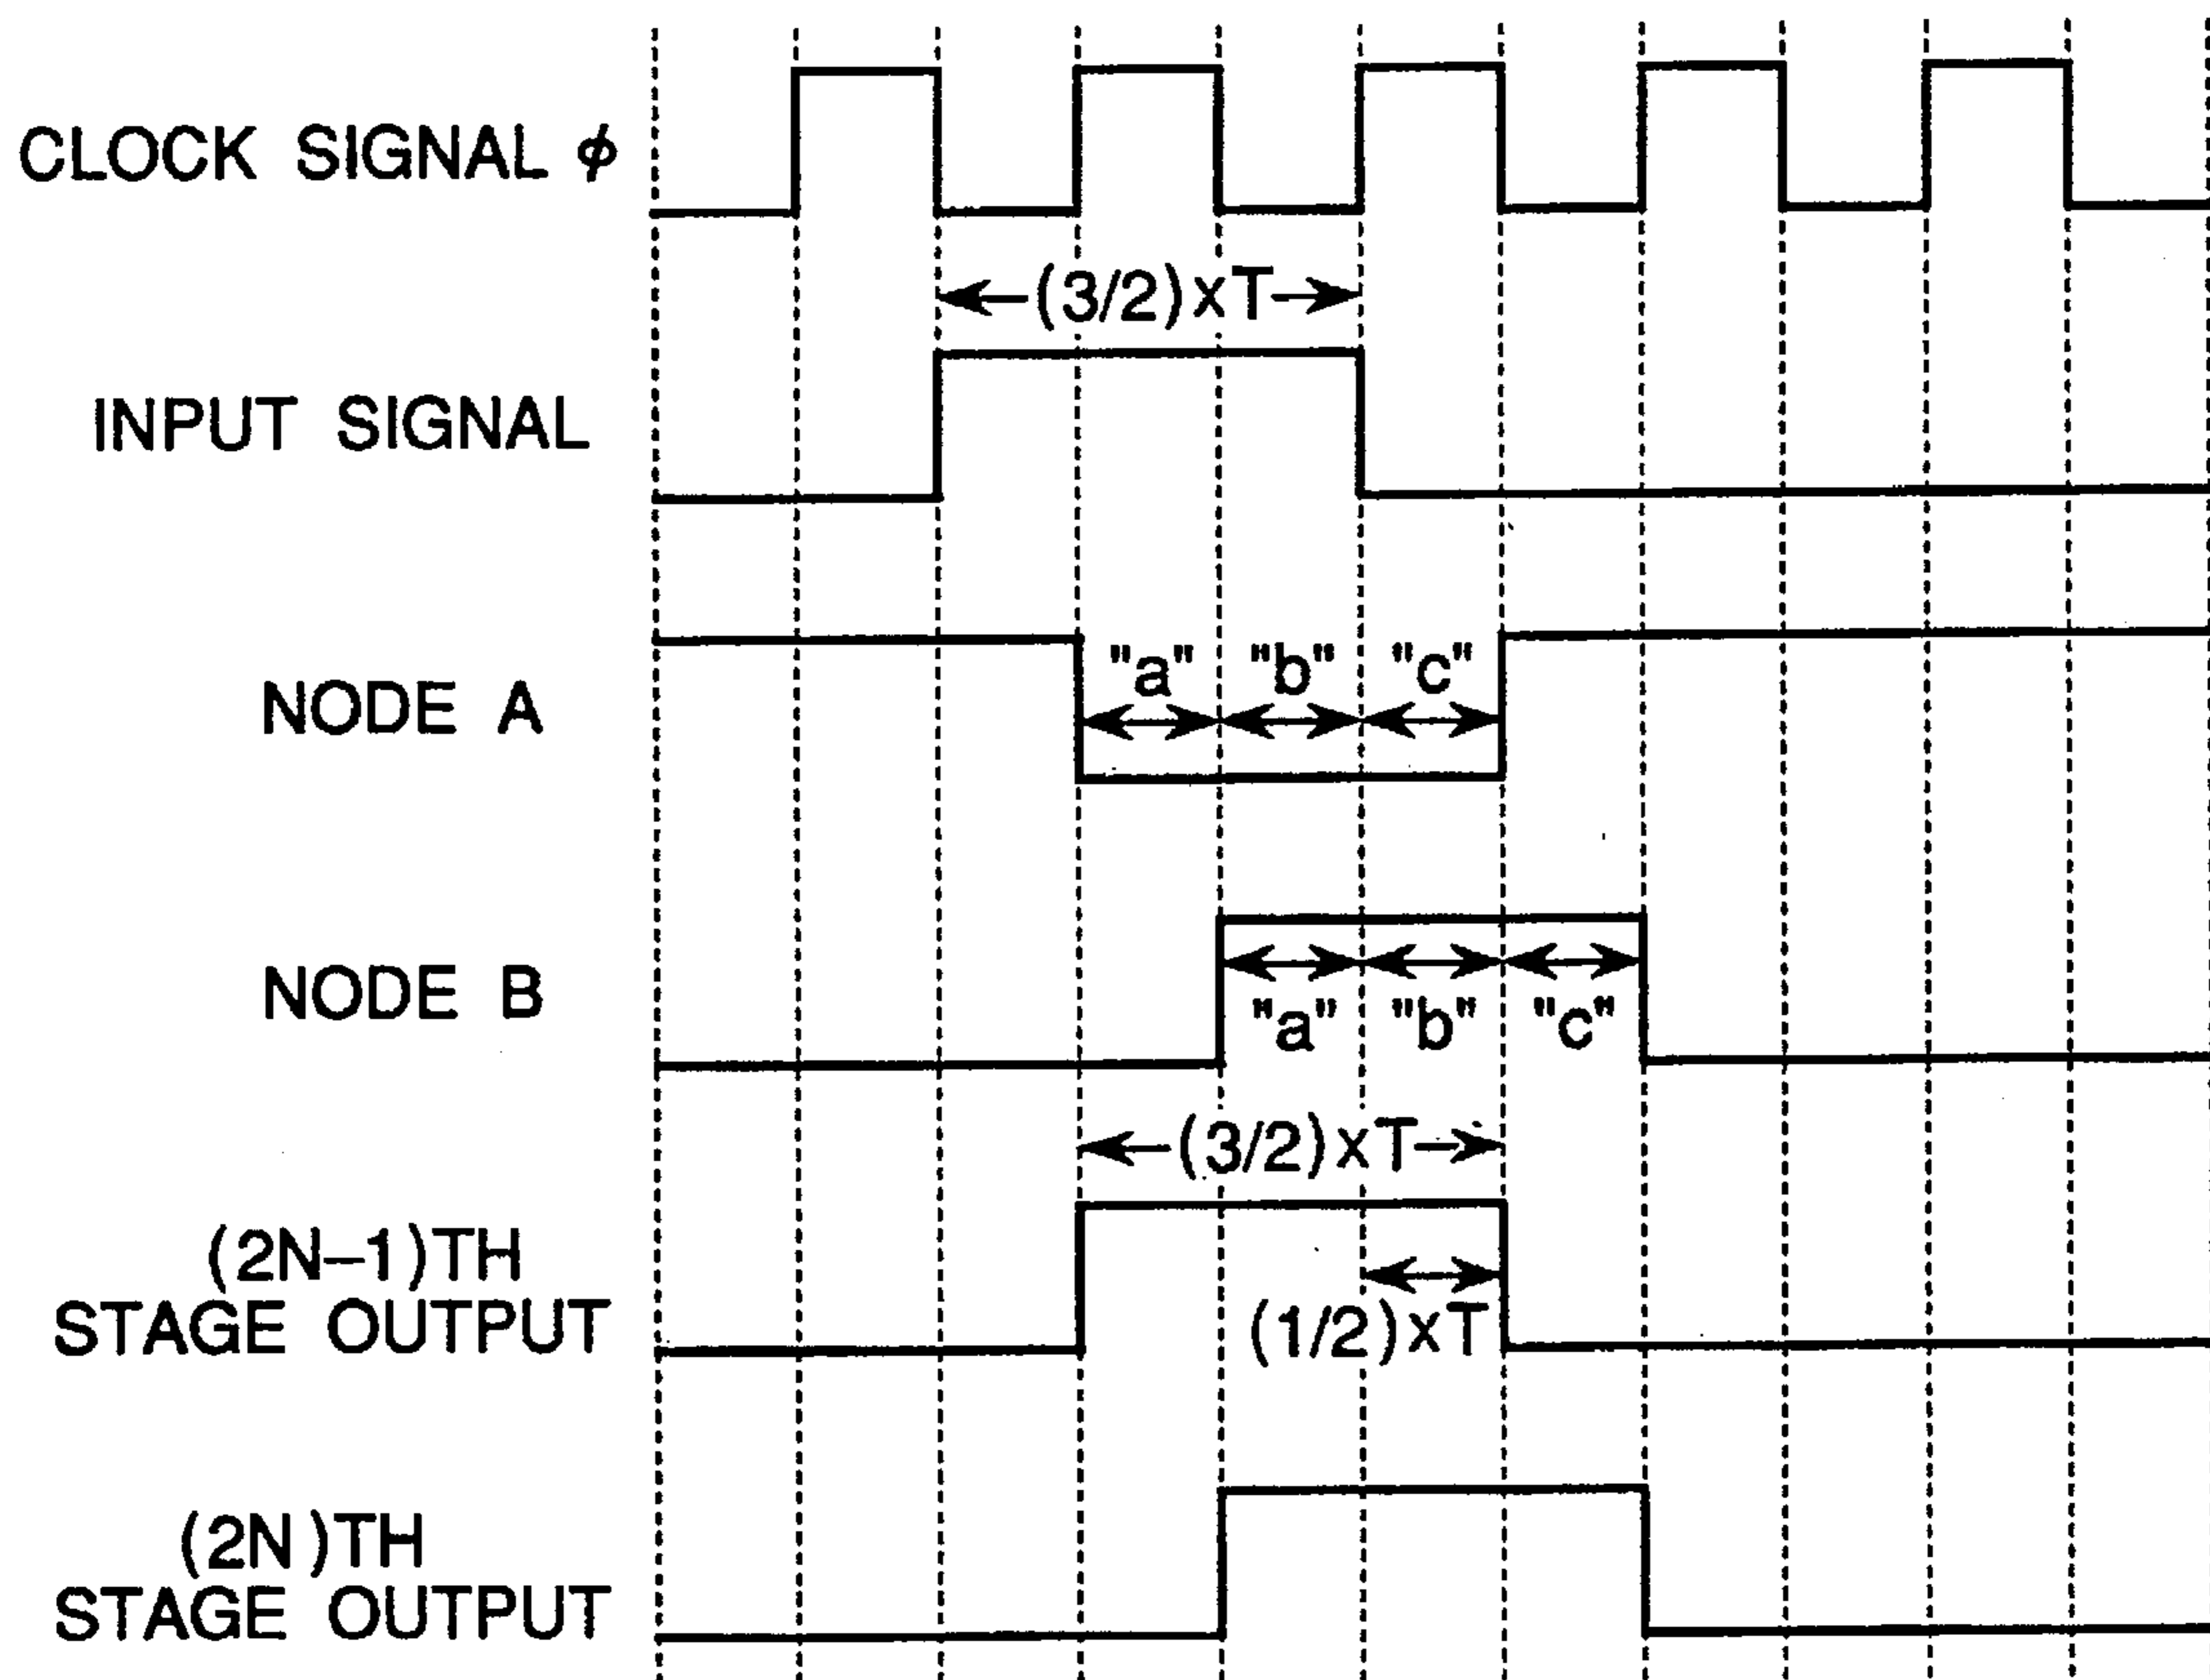 CLOCK SIGNAL ϕ
(3/2)xT
INPUT SIGNAL
NODE A
"a" "b" "c"
NODE B
"a" "b" "c"
(3/2)xT
(2N-1)TH
STAGE OUTPUT
(1/2)xT
(2N)TH
STAGE OUTPUT